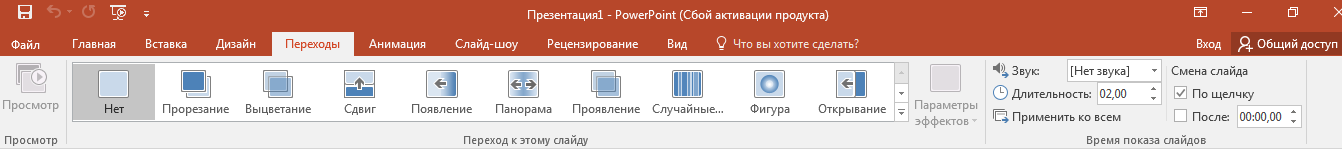 Презентация1 - PowerPoint (Сбой активации продукта)
Файл Главная Вставка Дизайн Переходы Анимация Слайд-шоу Рецензирование Вид Что вы хотите сделать? Вход Общий доступ
Просмотр
Нет Прорезание Выцветание Сдвиг Появление Панорама Проявление Случайные... Фигура Открывание
Параметры
эффектов
Звук: [Нет звука]
Длительность: 02,00
Применить ко всем
Смена слайда
По щелчку
После: 00:00,00
Просмотр Переход к этому слайду Время показа слайдов